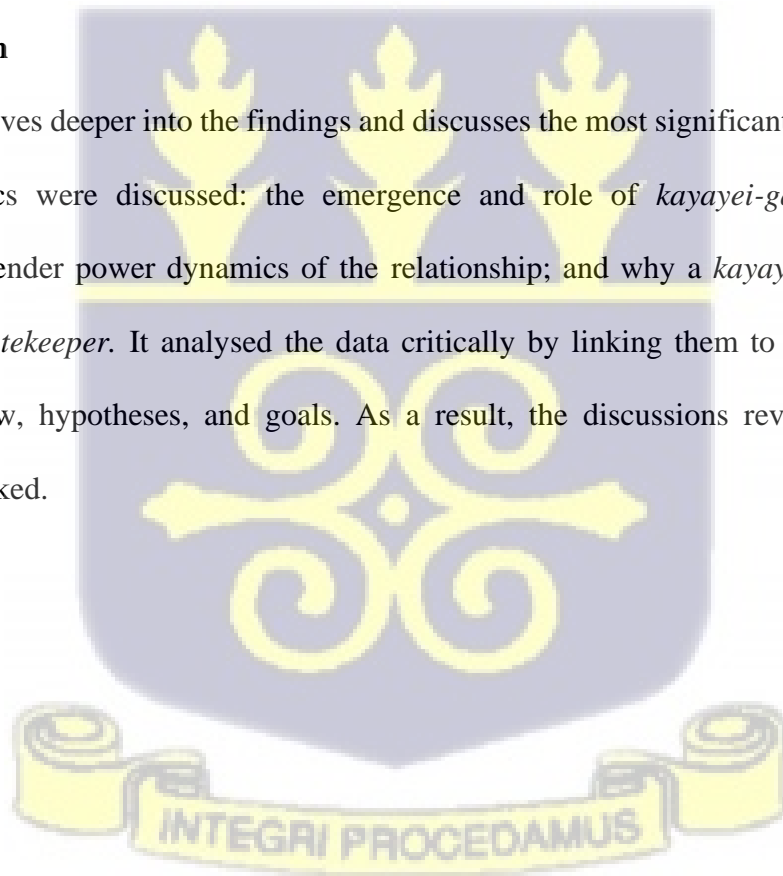 n
ves deeper into the findings and discusses the most significant
cs were discussed: the emergence and role of kayayei-ga
ender power dynamics of the relationship; and why a kayay
tekeeper. It analysed the data critically by linking them to
w, hypotheses, and goals. As a result, the discussions rev
ked.
INTEGRI PROCEDAMUS